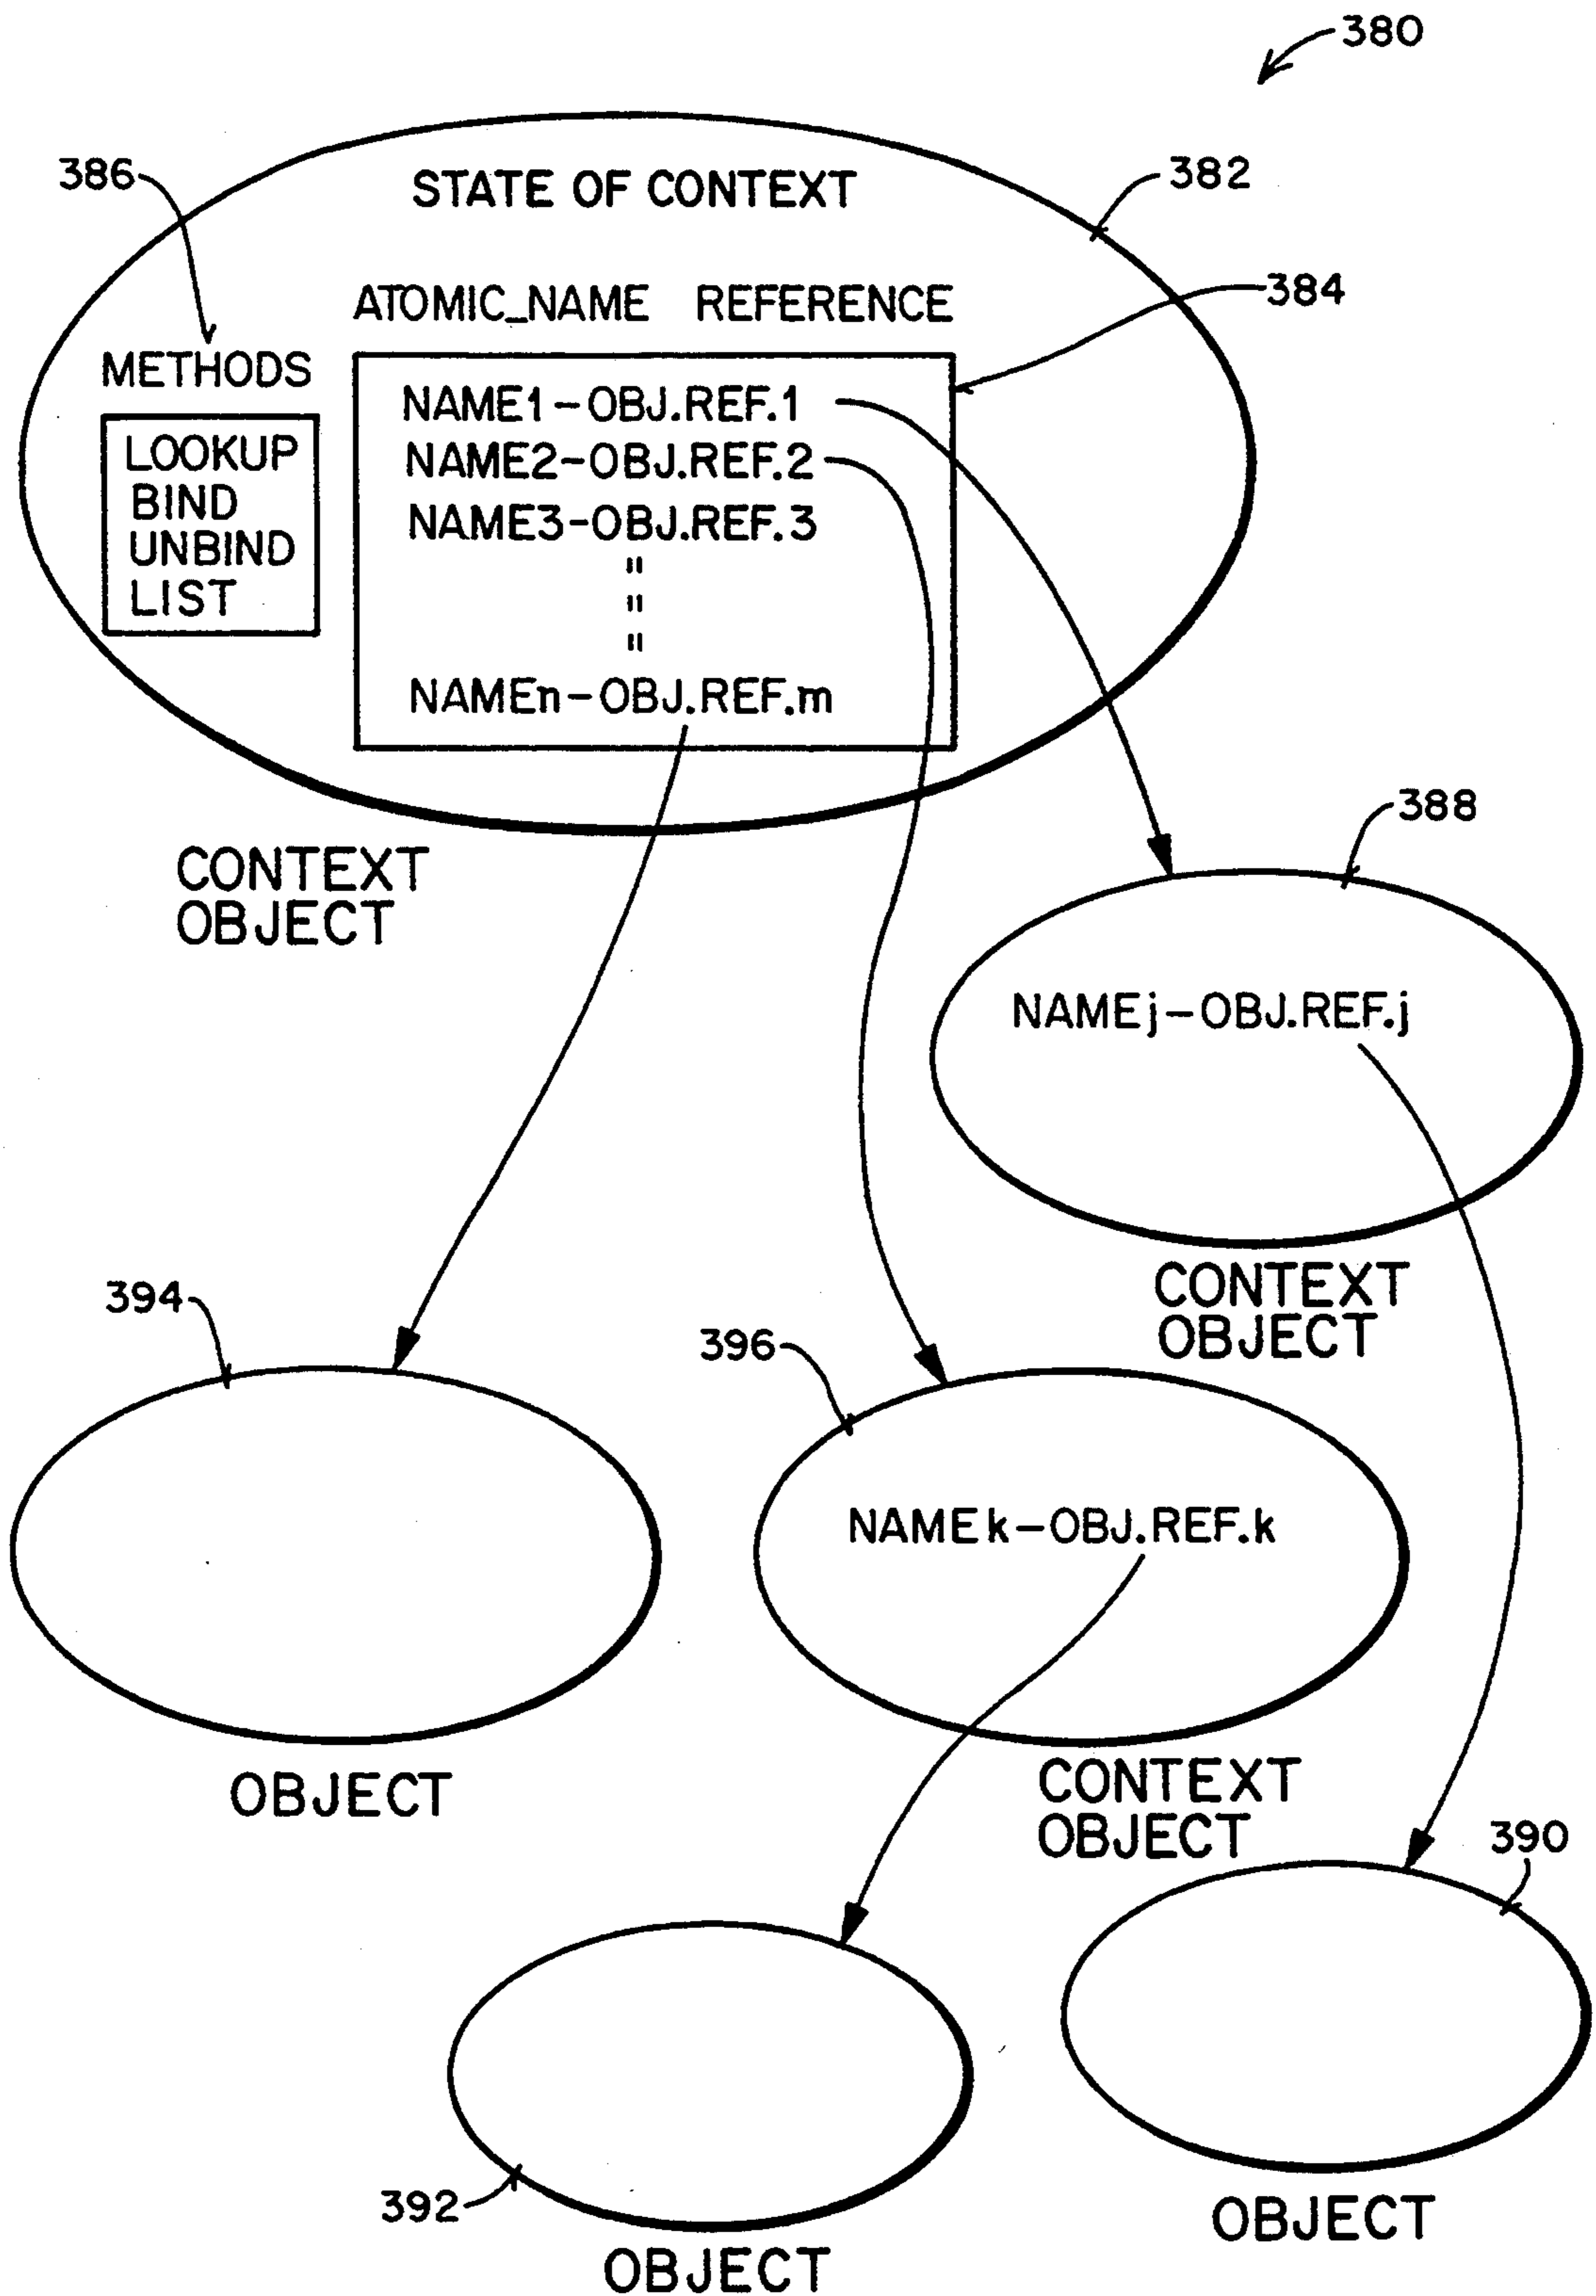 380
386
STATE OF CONTEXT
382
ATOMIC_NAME REFERENCE
384
METHODS
NAME1-OBJ.REF.1
LOOKUP
NAME2-OBJ.REF.2
BIND
NAME3-OBJ.REF.3
UNBIND
"
LIST
"
"
NAMEn-OBJ.REF.m
388
CONTEXT
OBJECT
NAMEj-OBJ.REF.j
CONTEXT
OBJECT
394
396
NAMEk-OBJ.REF.k
OBJECT
CONTEXT
OBJECT
390
392
OBJECT
OBJECT